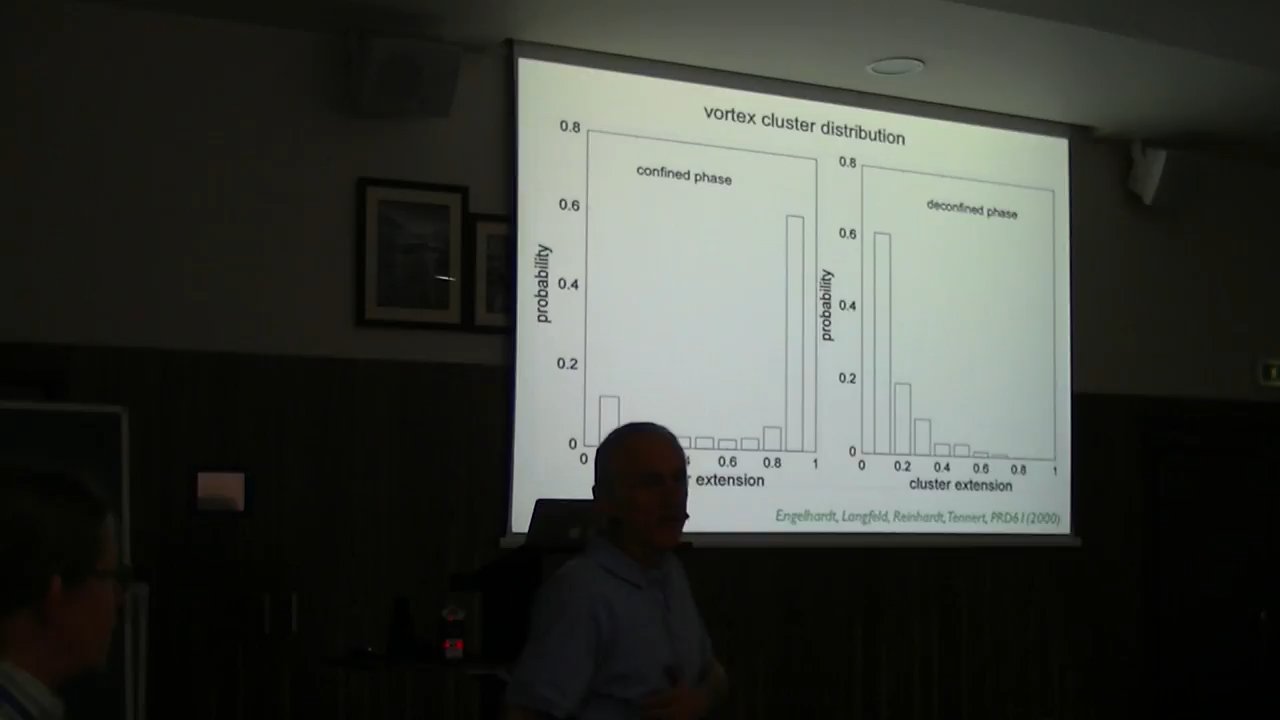 vortex cluster distribution
confined phase
0.8
0.6
0.4
0.2
0
probability
0
0.6
0.8
1
extension
deconfined phase
0.8
0.6
0.4
0.2
0
probability
0
0.2
0.4
0.6
0.8
1
cluster extension
Engelhardt, Langfeld, Reinhardt, Tennert, PRD61(2000)